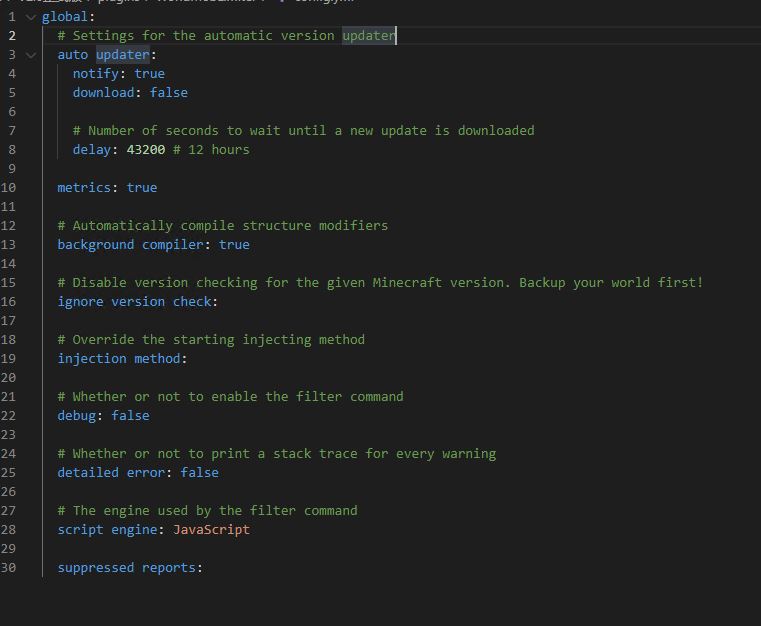 1 global:
2 # Settings for the automatic version updater
3 auto updater:
4 notify: true
5 download: false
6
7 # Number of seconds to wait until a new update is downloaded
8 delay: 43200 # 12 hours
9
10 metrics: true
11
12 # Automatically compile structure modifiers
13 background compiler: true
14
15 # Disable version checking for the given Minecraft version. Backup your world first!
16 ignore version check:
17
18 # Override the starting injecting method
19 injection method:
20
21 # Whether or not to enable the filter command
22 debug: false
23
24 # Whether or not to print a stack trace for every warning
25 detailed error: false
26
27 # The engine used by the filter command
28 script engine: JavaScript
29
30 suppressed reports: